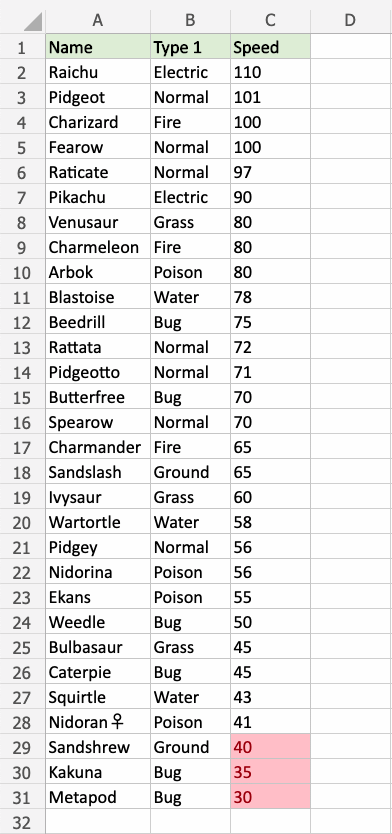 A B C D
1 Name Type 1 Speed
2 Raichu Electric 110
3 Pidgeot Normal 101
4 Charizard Fire 100
5 Fearow Normal 100
6 Raticate Normal 97
7 Pikachu Electric 90
8 Venusaur Grass 80
9 Charmeleon Fire 80
10 Arbok Poison 80
11 Blastoise Water 78
12 Beedrill Bug 75
13 Rattata Normal 72
14 Pidgeotto Normal 71
15 Butterfree Bug 70
16 Spearow Normal 70
17 Charmander Fire 65
18 Sandslash Ground 65
19 Ivysaur Grass 60
20 Wartortle Water 58
21 Pidgey Normal 56
22 Nidorina Poison 56
23 Ekans Poison 55
24 Weedle Bug 50
25 Bulbasaur Grass 45
26 Caterpie Bug 45
27 Squirtle Water 43
28 Nidoran♀ Poison 41
29 Sandshrew Ground 40
30 Kakuna Bug 35
31 Metapod Bug 30
32